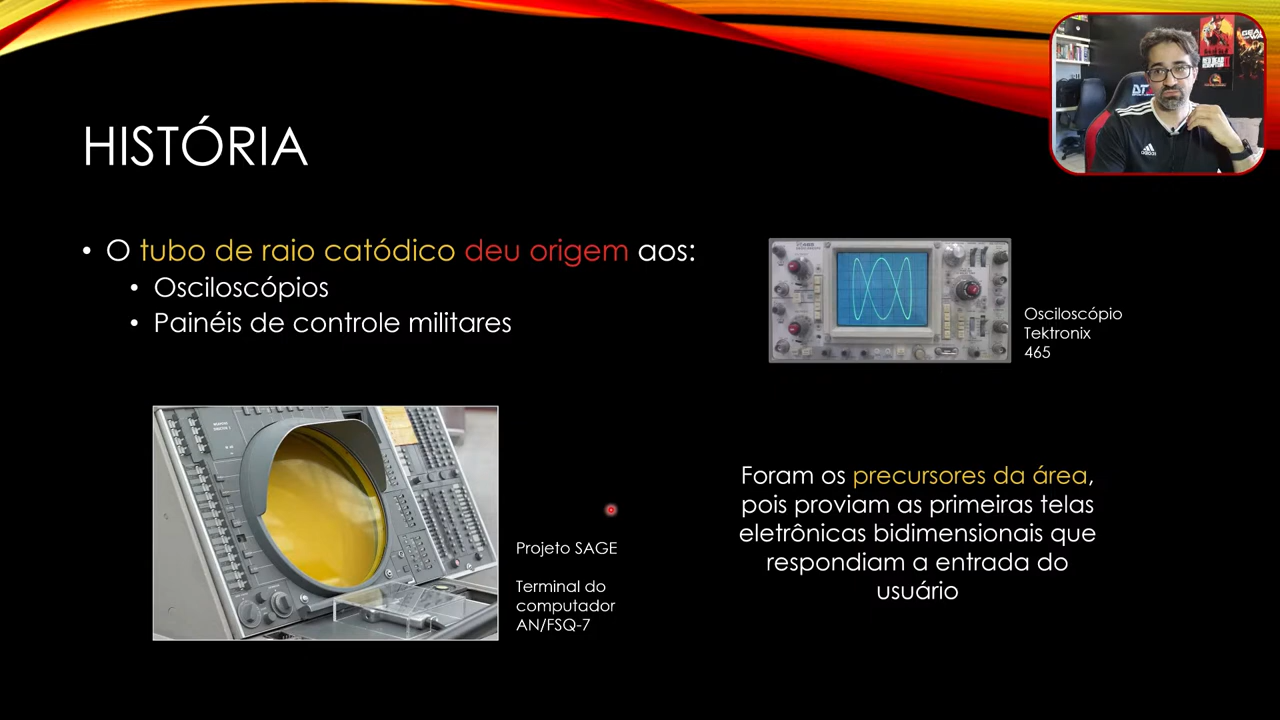 HISTÓRIA
• O tubo de raio catódico deu origem aos:
• Osciloscópios
• Painéis de controle militares
Osciloscópio
Tektronix
465
Projeto SAGE
Terminal do
computador
AN/FSQ-7
Foram os precursores da área,
pois proviam as primeiras telas
eletrônicas bidimensionais que
respondiam a entrada do
usuário
adidas